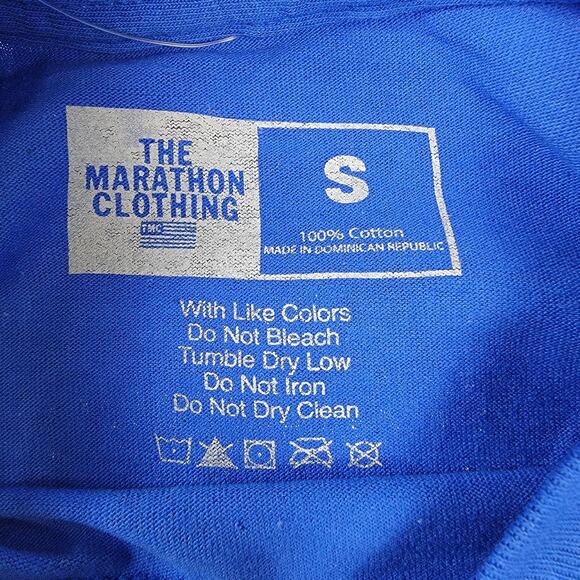 THE
MARATHON
CLOTHING
TMC
S
100% Cotton
MADE IN DOMINICAN REPUBLIC
With Like Colors
Do Not Bleach
Tumble Dry Low
Do Not Iron
Do Not Dry Clean